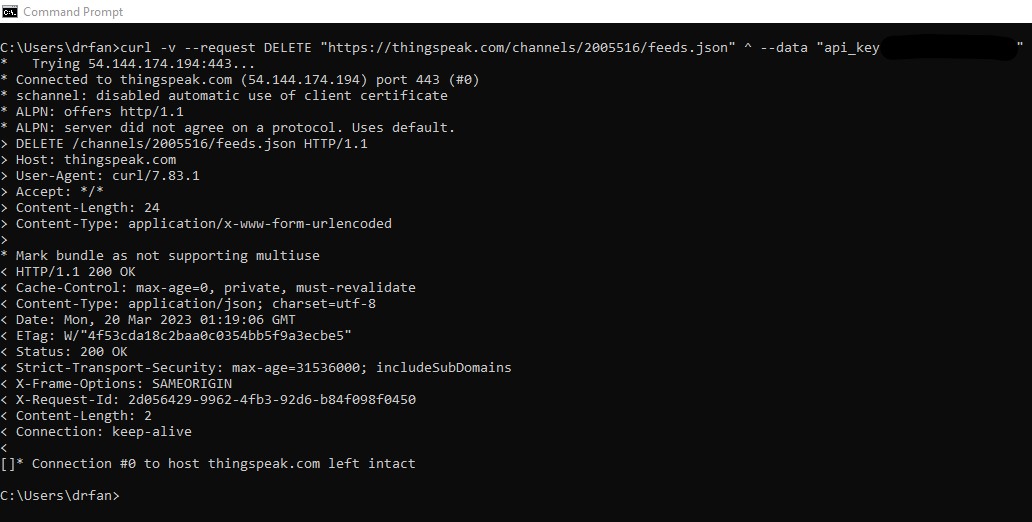 Command Prompt
C:\Users\drfan>curl -v --request DELETE "https://thingspeak.com/channels/2005516/feeds.json" ^ --data "api_key "
*   Trying 54.144.174.194:443...
* Connected to thingspeak.com (54.144.174.194) port 443 (#0)
* schannel: disabled automatic use of client certificate
* ALPN: offers http/1.1
* ALPN: server did not agree on a protocol. Uses default.
> DELETE /channels/2005516/feeds.json HTTP/1.1
> Host: thingspeak.com
> User-Agent: curl/7.83.1
> Accept: */*
> Content-Length: 24
> Content-Type: application/x-www-form-urlencoded
>
* Mark bundle as not supporting multiuse
< HTTP/1.1 200 OK
< Cache-Control: max-age=0, private, must-revalidate
< Content-Type: application/json; charset=utf-8
< Date: Mon, 20 Mar 2023 01:19:06 GMT
< ETag: W/"4f53cda18c2baa0c0354bb5f9a3ecbe5"
< Status: 200 OK
< Strict-Transport-Security: max-age=31536000; includeSubDomains
< X-Frame-Options: SAMEORIGIN
< X-Request-Id: 2d056429-9962-4fb3-92d6-b84f098f0450
< Content-Length: 2
< Connection: keep-alive
<
[]* Connection #0 to host thingspeak.com left intact
C:\Users\drfan>